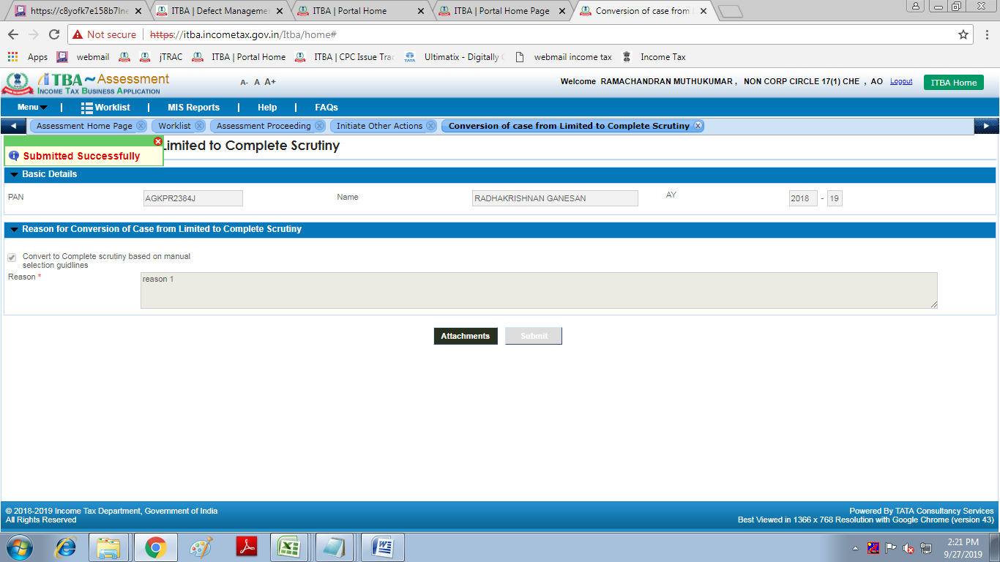 https://c8yofk7e158b7lne
ITBA | Defect Manageme
ITBA | Portal Home
ITBA | Portal Home Page
Conversion of case from
Not secure
https://itba.incometax.gov.in/Itba/home#
Apps webmail jTRAC ITBA | Portal Home ITBA | CPC Issue Trac Ultimatix - Digitally webmail income tax Income Tax
ITBA~Assessment
INCOME TAX BUSINESS APPLICATION
A- A A+
Welcome RAMACHANDRAN MUTHUKUMAR , NON CORP CIRCLE 17(1) CHE , AO Logout ITBA Home
Menu | Worklist | MIS Reports | Help | FAQs
Assessment Home Page Worklist Assessment Proceeding Initiate Other Actions Conversion of case from Limited to Complete Scrutiny
Limited to Complete Scrutiny
Submitted Successfully
Basic Details
PAN AGKPR2384J Name RADHAKRISHNAN GANESAN AY 2018 - 19
Reason for Conversion of Case from Limited to Complete Scrutiny
Convert to Complete scrutiny based on manual
selection guidlines
Reason * reason 1
Attachments Submit
© 2018-2019 Income Tax Department, Government of India Powered By TATA Consultancy Services
All Rights Reserved Best Viewed in 1366 x 768 Resolution with Google Chrome (version 43)
2:21 PM
9/27/2019